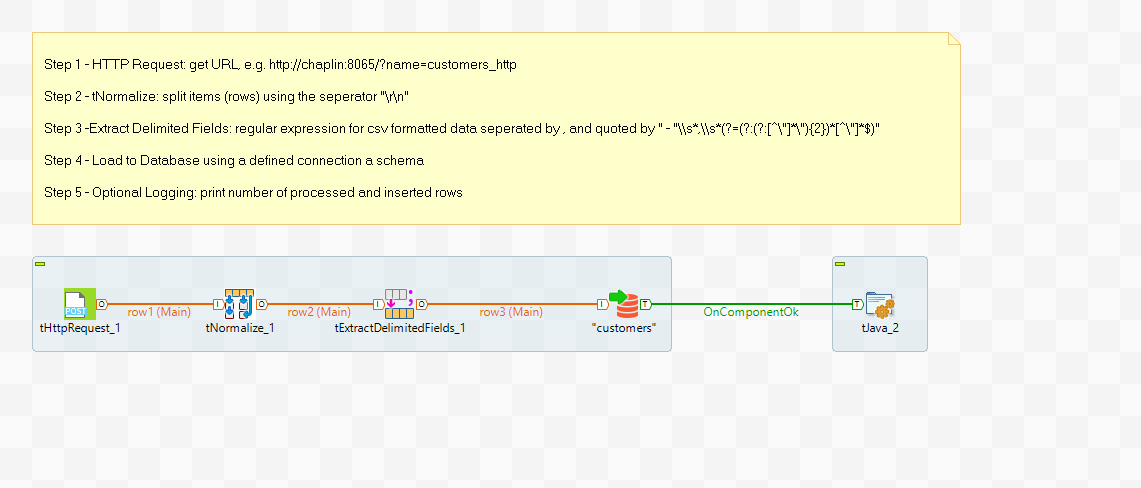 Step 1 - HTTP Request: get URL, e.g. http://chaplin:8065/?name=customers_http
Step 2 - tNormalize: split items (rows) using the seperator "\r\n"
Step 3 -Extract Delimited Fields: regular expression for csv formatted data seperated by , and quoted by " - "\\s*,\\s*(?=(?:(?:[^\"]*\"){2})*[^\"]*$)"
Step 4 - Load to Database using a defined connection a schema
Step 5 - Optional Logging: print number of processed and inserted rows
POST
O
row1 (Main)
I
O
row2 (Main)
I
O
row3 (Main)
I
T
OnComponentOk
T
tHttpRequest_1
tNormalize_1
tExtractDelimitedFields_1
"customers"
tJava_2